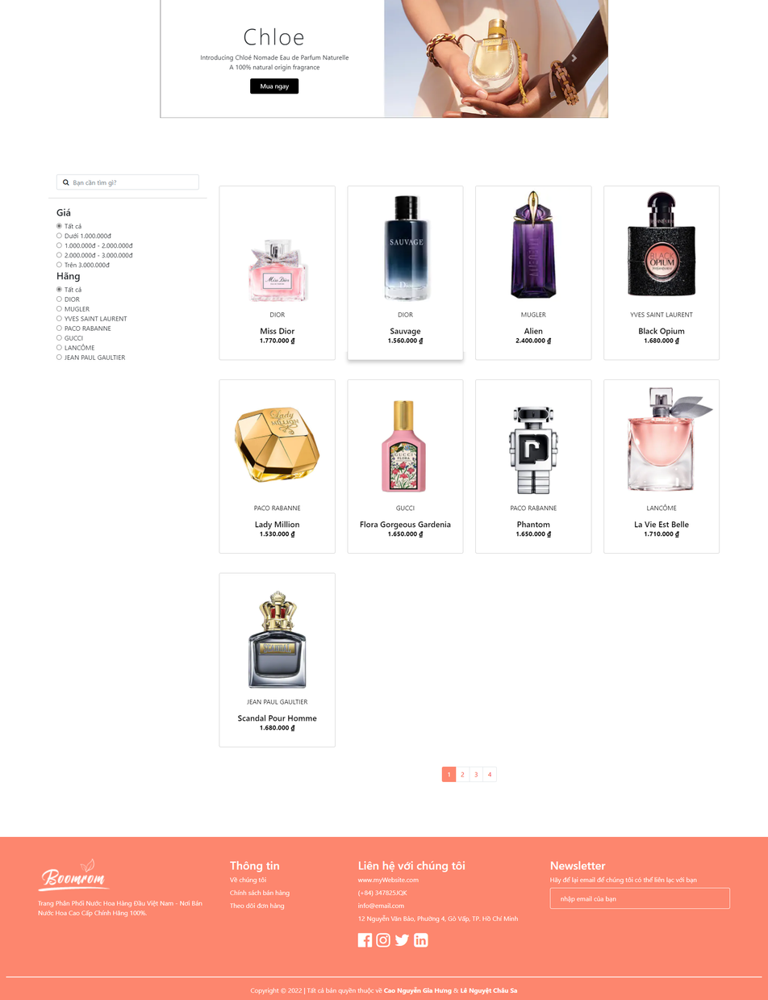 Chloe
Introducing Chloé Nomade Eau de Parfum Naturelle
A 100% natural origin fragrance
Mua ngay
Bạn cần tìm gì?
Giá
Tất cả
Dưới 1.000.000đ
1.000.000đ - 2.000.000đ
2.000.000đ - 3.000.000đ
Trên 3.000.000đ
Hãng
Tất cả
DIOR
MUGLER
YVES SAINT LAURENT
PACO RABANNE
GUCCI
LANCÔME
JEAN PAUL GAULTIER
Miss Dior
DIOR
Miss Dior
1.770.000 ₫
SAUVAGE
DIOR
Sauvage
1.560.000 ₫
MUGLER
Alien
2.400.000 ₫
BLACK
OPIUM
YVES SAINT LAURENT
Black Opium
1.680.000 ₫
Lady
MILLION
PACO RABANNE
Lady Million
1.530.000 ₫
GUCCI
FLORA
GUCCI
Flora Gorgeous Gardenia
1.650.000 ₫
PACO RABANNE
Phantom
1.650.000 ₫
LANCÔME
La Vie Est Belle
1.710.000 ₫
SCANDAL
JEAN PAUL GAULTIER
Scandal Pour Homme
1.680.000 ₫
1 2 3 4
Boomrom
Trang Phân Phối Nước Hoa Hàng Đầu Việt Nam - Nơi Bán
Nước Hoa Cao Cấp Chính Hãng 100%.
Thông tin
Về chúng tôi
Chính sách bán hàng
Theo dõi đơn hàng
Liên hệ với chúng tôi
www.myWebsite.com
(+84) 347825JQK
info@email.com
12 Nguyễn Văn Bảo, Phường 4, Gò Vấp, TP. Hồ Chí Minh
Newsletter
Hãy để lại email để chúng tôi có thể liên lạc với bạn
nhập email của bạn
Copyright © 2022 | Tất cả bản quyền thuộc về Cao Nguyễn Gia Hưng & Lê Nguyệt Châu Sa